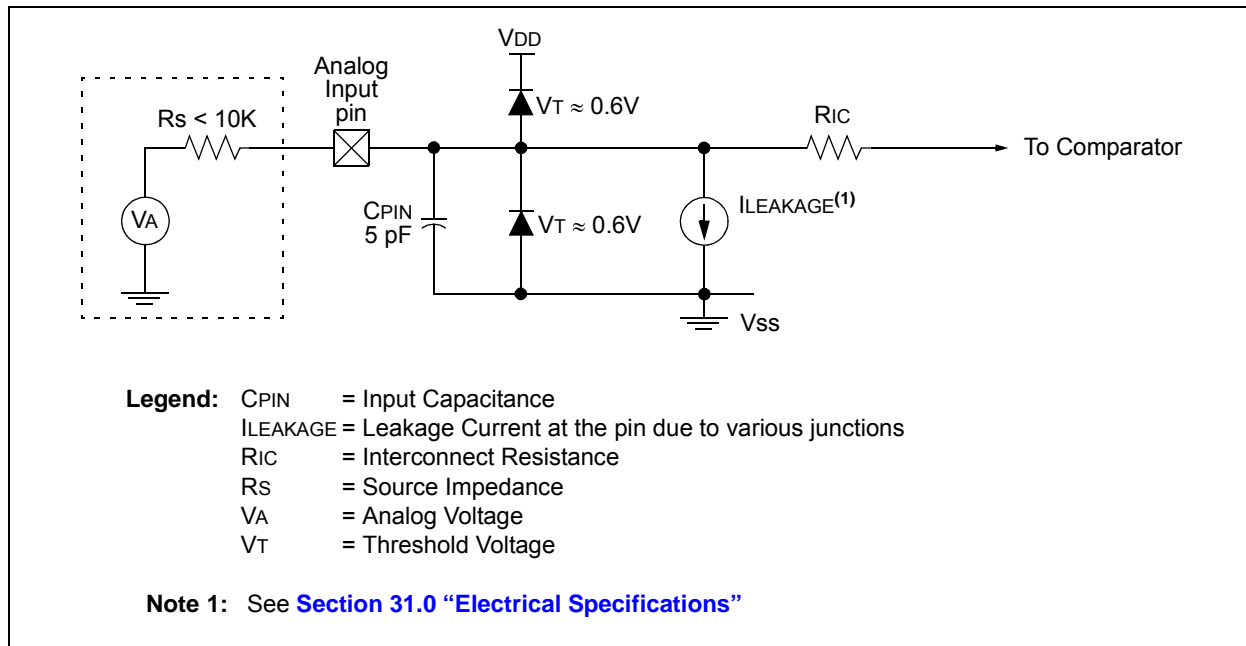 VDD
Analog
Input
pin
Rs < 10K
VT ≈ 0.6V
RIC
To Comparator
VA
CPIN
5 pF
VT ≈ 0.6V
ILEAKAGE(1)
Vss
Legend: CPIN = Input Capacitance
ILEAKAGE = Leakage Current at the pin due to various junctions
RIC = Interconnect Resistance
RS = Source Impedance
VA = Analog Voltage
VT = Threshold Voltage
Note 1: See Section 31.0 “Electrical Specifications”